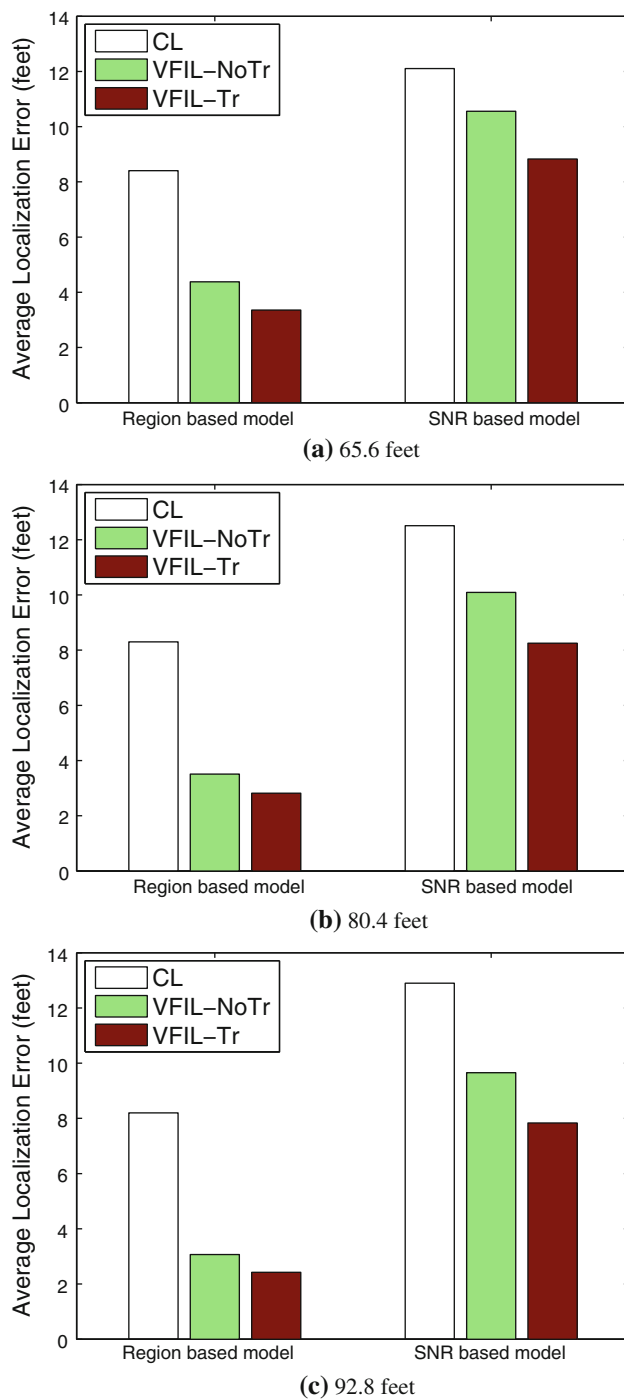 14
12
10
8
6
4
2
0
Average Localization Error (feet)
CL
VFIL-NoTr
VFIL-Tr
Region based model
SNR based model
(a) 65.6 feet
14
12
10
8
6
4
2
0
Average Localization Error (feet)
CL
VFIL-NoTr
VFIL-Tr
Region based model
SNR based model
(b) 80.4 feet
14
12
10
8
6
4
2
0
Average Localization Error (feet)
CL
VFIL-NoTr
VFIL-Tr
Region based model
SNR based model
(c) 92.8 feet